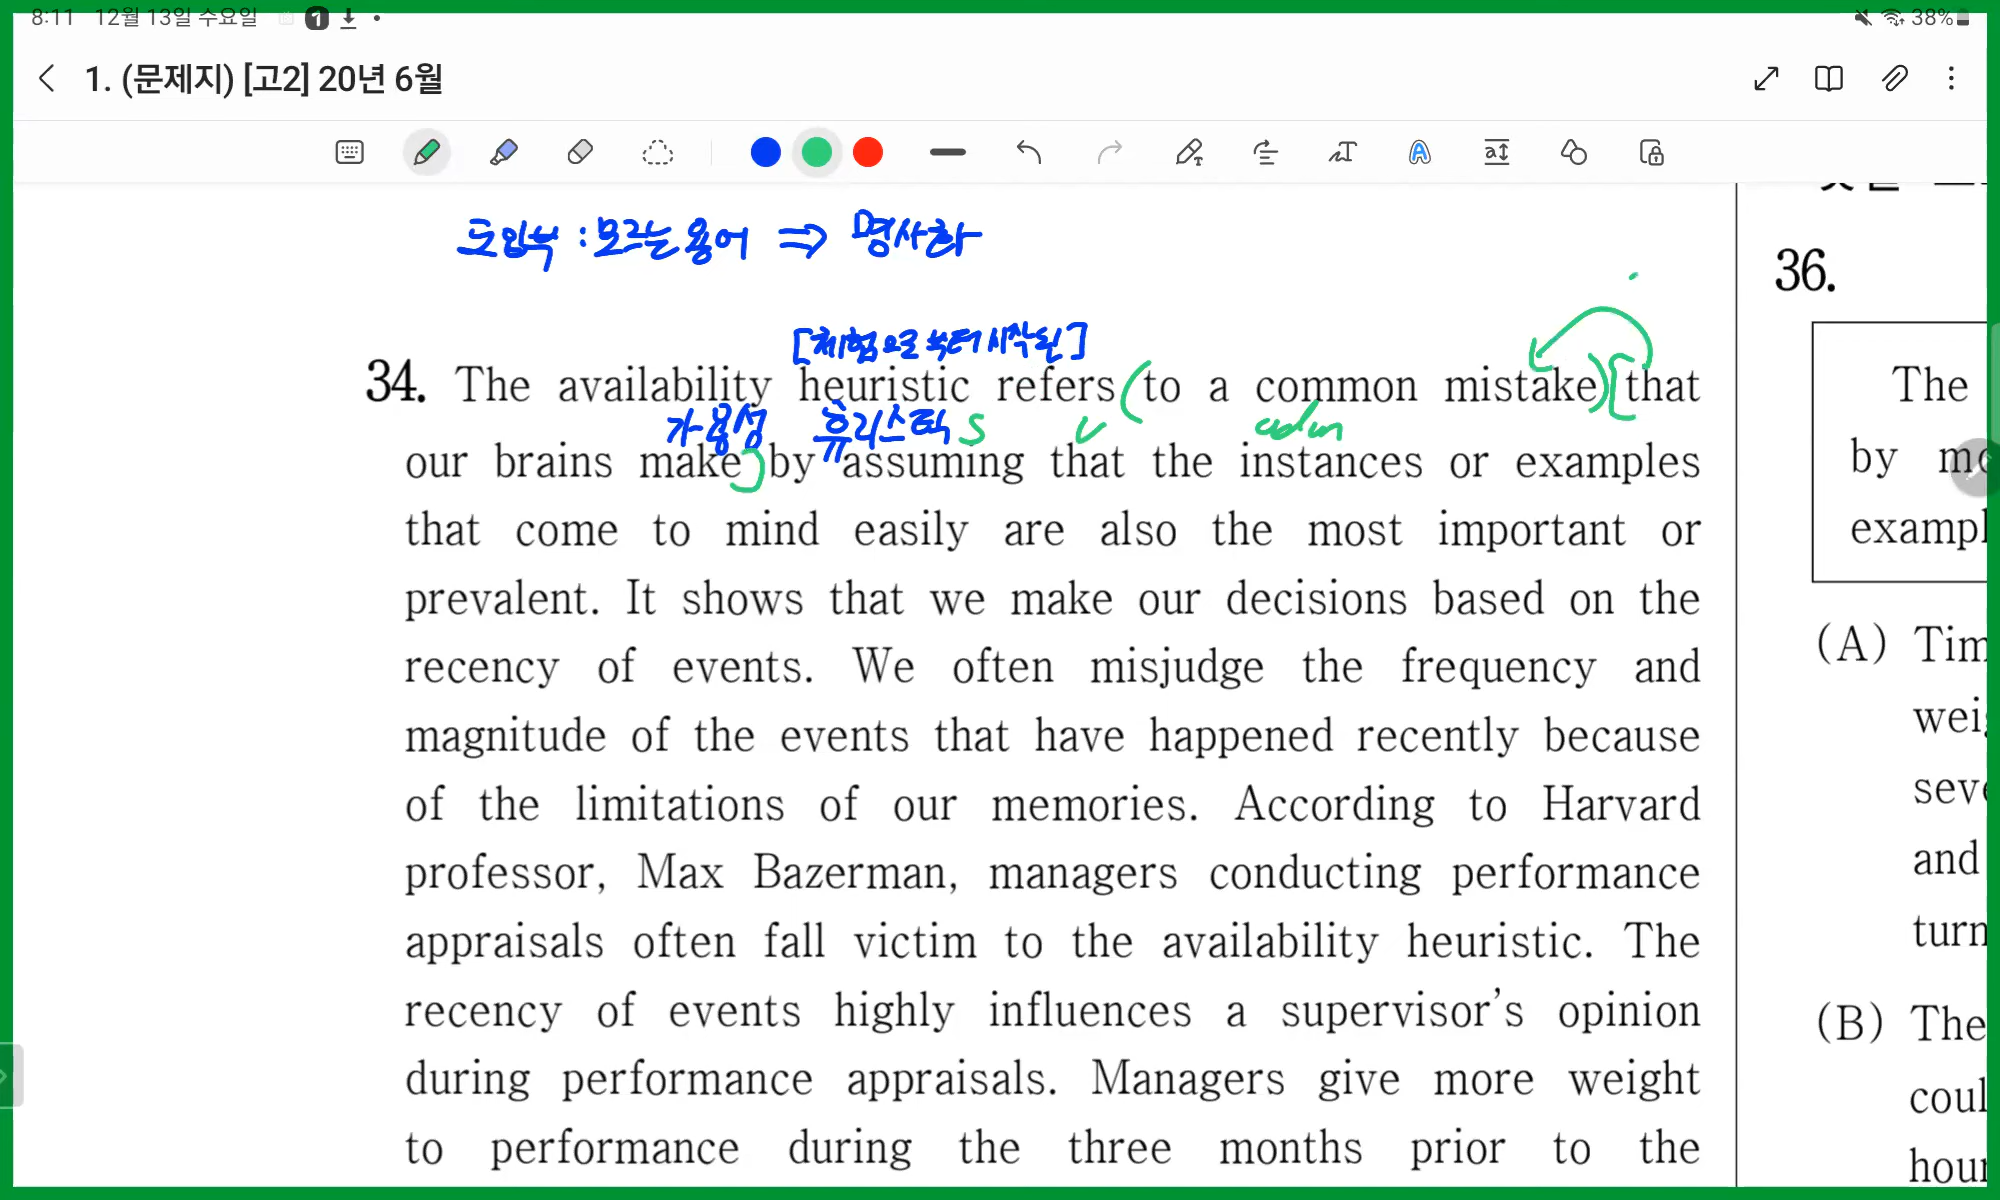 8:11 12월 13일 수요일 1 38%
1. (문제지) [고2] 20년 6월
도입부 : 모르는 용어 ⇒ 명사화
[체험으로부터 시작된]
34. The availability heuristic refers (to a common mistake) [that
가용성 휴리스틱 S V
our brains make] by assuming that the instances or examples
that come to mind easily are also the most important or
prevalent. It shows that we make our decisions based on the
recency of events. We often misjudge the frequency and
magnitude of the events that have happened recently because
of the limitations of our memories. According to Harvard
professor, Max Bazerman, managers conducting performance
appraisals often fall victim to the availability heuristic. The
recency of events highly influences a supervisor's opinion
during performance appraisals. Managers give more weight
to performance during the three months prior to the
36.
The
by mo
exampl
(A) Tim
wei
seve
and
turn
(B) The
coul
hour